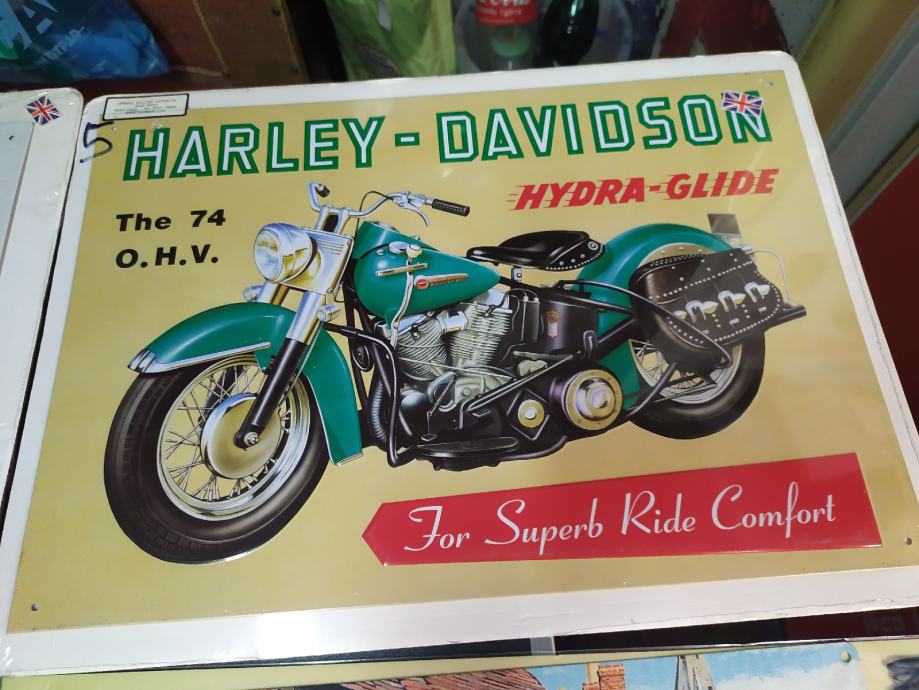 5
HARLEY-DAVIDSON
HYDRA-GLIDE
The 74
O.H.V.
For Superb Ride Comfort